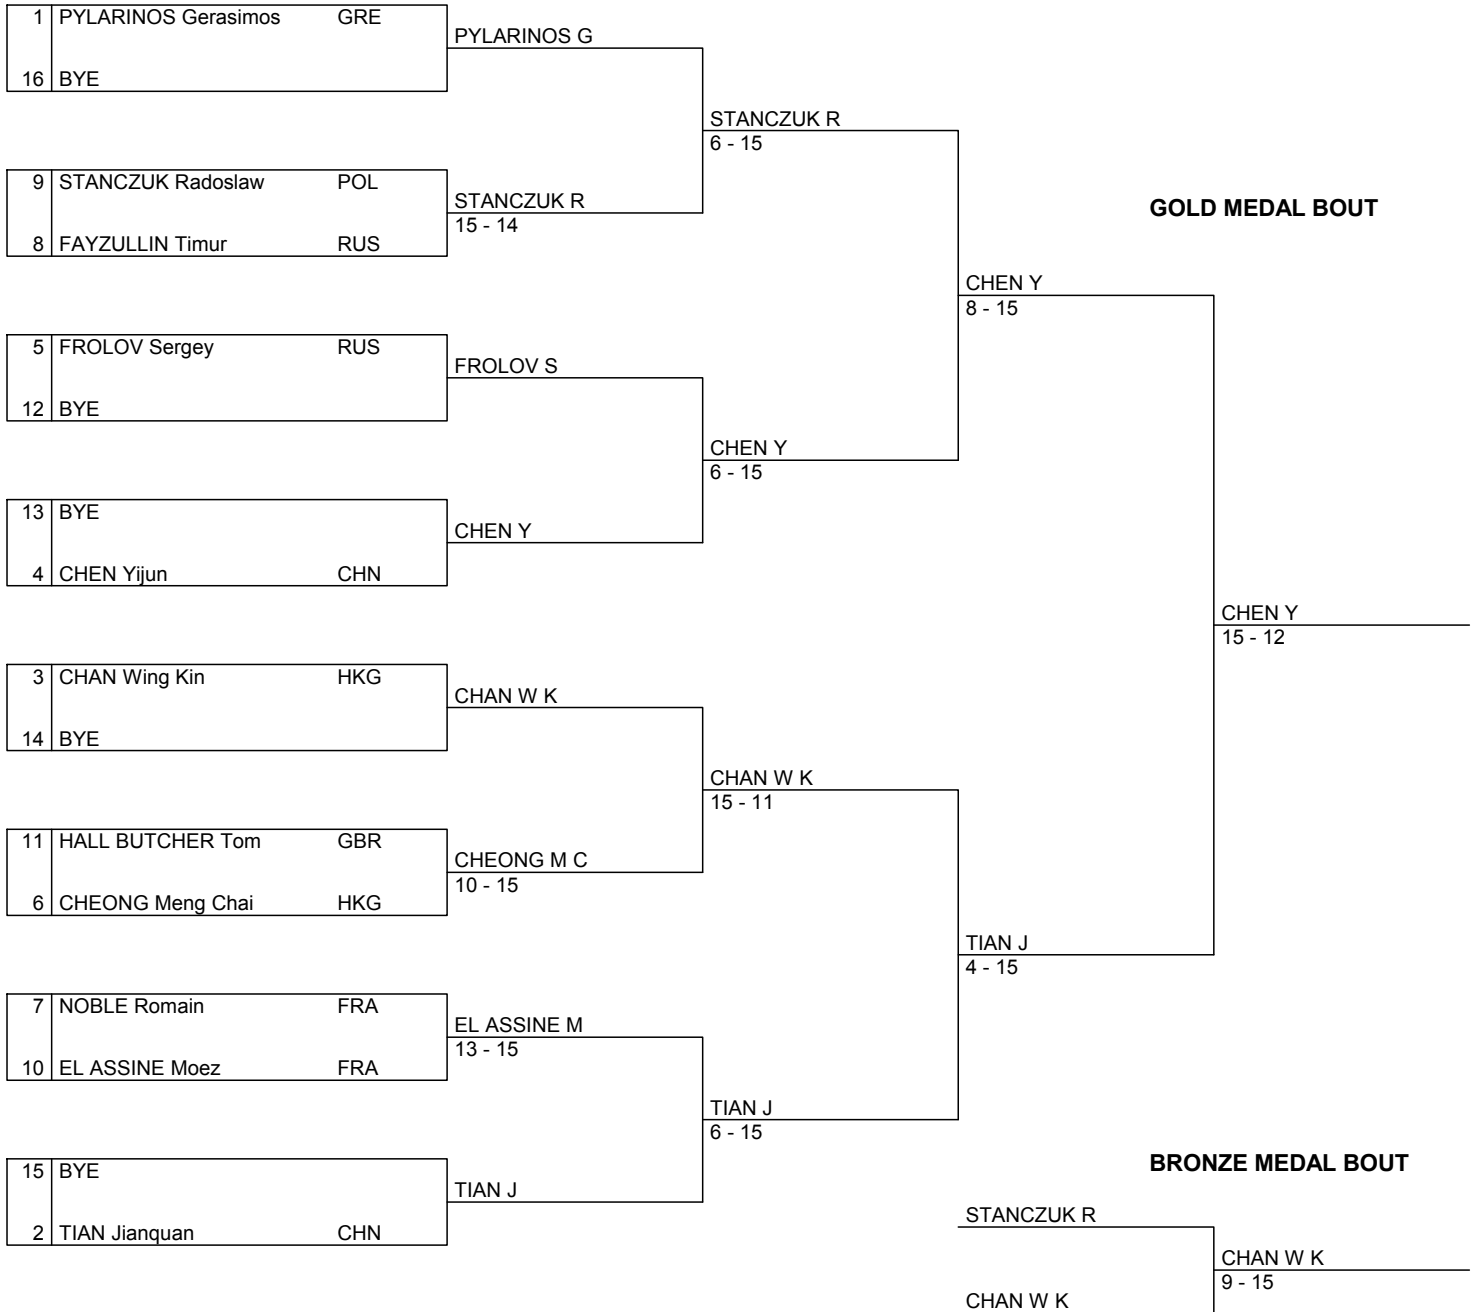 1 PYLARINOS Gerasimos GRE
PYLARINOS G
16 BYE
STANCZUK R
6 - 15
9 STANCZUK Radoslaw POL
STANCZUK R
15 - 14
8 FAYZULLIN Timur RUS
GOLD MEDAL BOUT
CHEN Y
8 - 15
5 FROLOV Sergey RUS
FROLOV S
12 BYE
CHEN Y
6 - 15
13 BYE
CHEN Y
4 CHEN Yijun CHN
CHEN Y
15 - 12
3 CHAN Wing Kin HKG
CHAN W K
14 BYE
CHAN W K
15 - 11
11 HALL BUTCHER Tom GBR
CHEONG M C
10 - 15
6 CHEONG Meng Chai HKG
TIAN J
4 - 15
7 NOBLE Romain FRA
EL ASSINE M
13 - 15
10 EL ASSINE Moez FRA
TIAN J
6 - 15
15 BYE
TIAN J
2 TIAN Jianquan CHN
BRONZE MEDAL BOUT
STANCZUK R
CHAN W K
9 - 15
CHAN W K